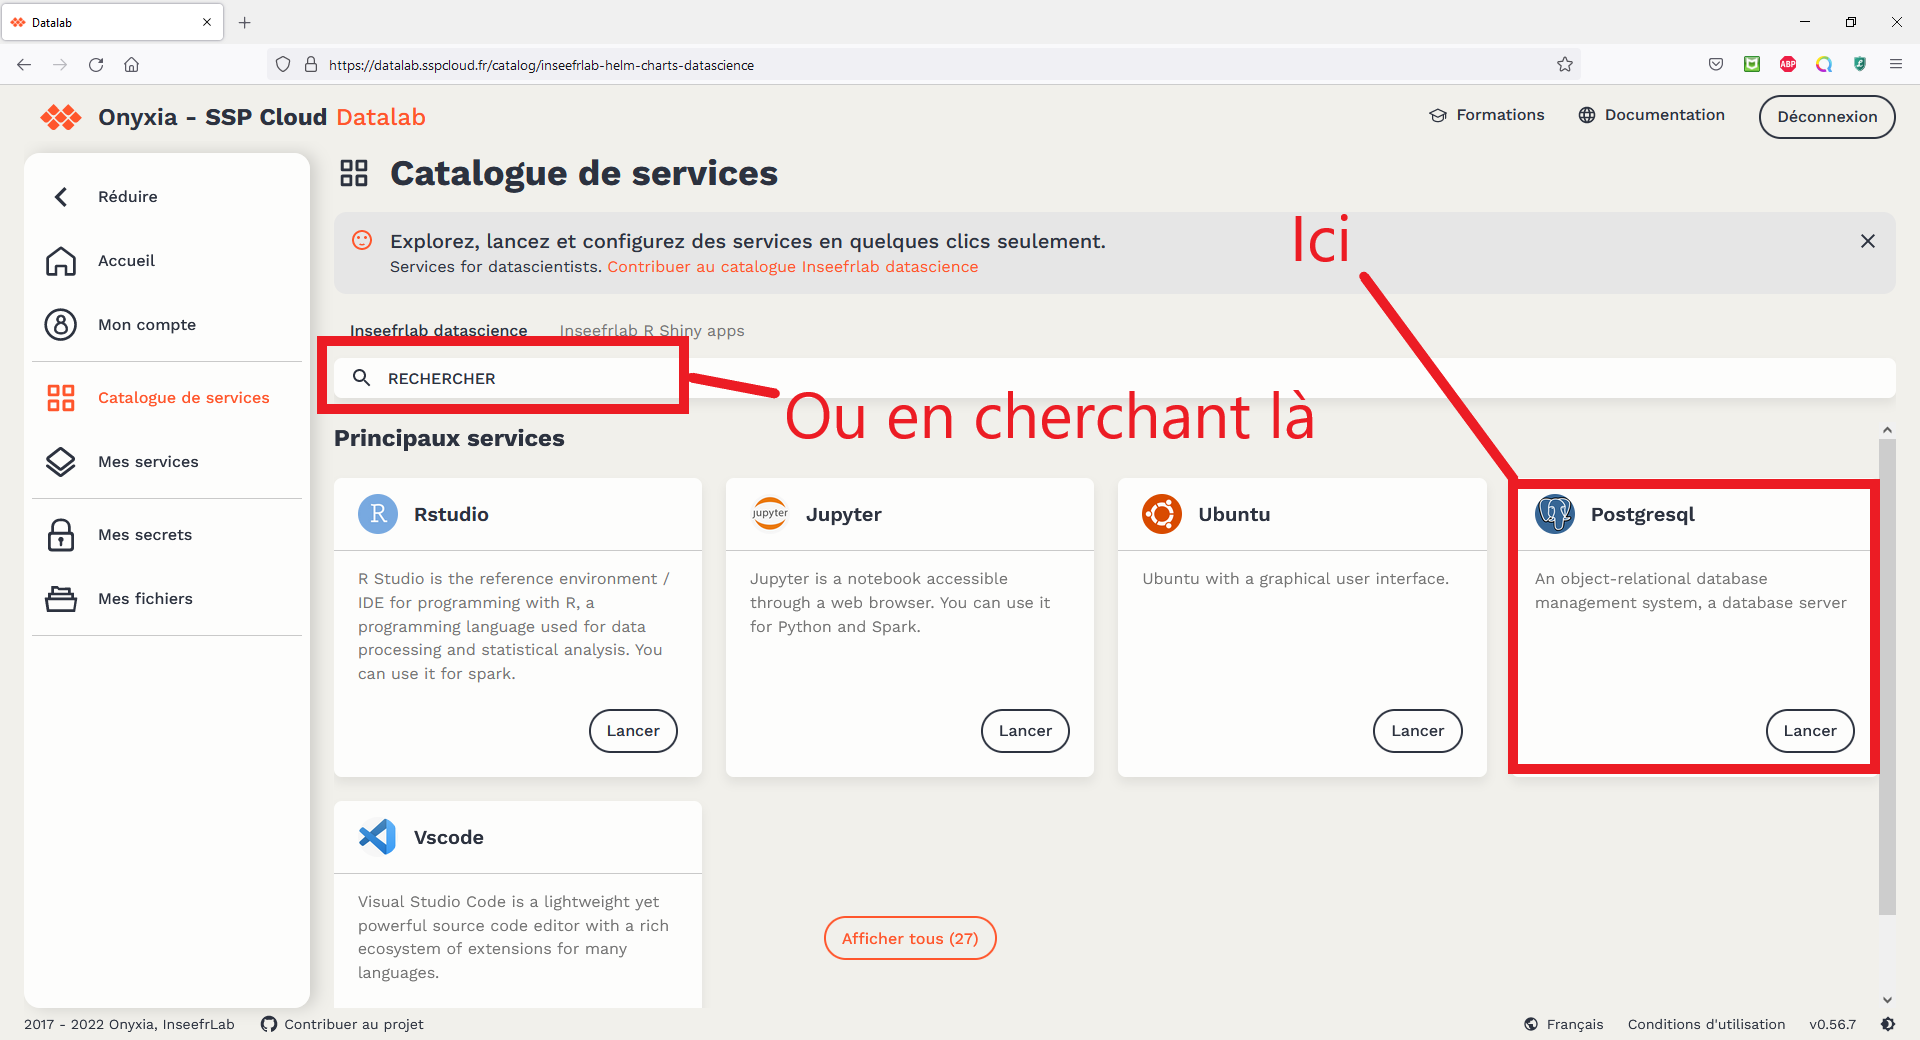 Datalab
https://datalab.sspcloud.fr/catalog/inseefrlab-helm-charts-datascience
ABP
Onyxia - SSP Cloud Datalab
Formations
Documentation
Déconnexion
Réduire
Accueil
Mon compte
Catalogue de services
Mes services
Mes secrets
Mes fichiers
Catalogue de services
Explorez, lancez et configurez des services en quelques clics seulement.
Services for datascientists. Contribuer au catalogue Inseefrlab datascience
Ici
Inseefrlab datascience
Inseefrlab R Shiny apps
RECHERCHER
Ou en cherchant là
Principaux services
R
Rstudio
R Studio is the reference environment /
IDE for programming with R, a
programming language used for data
processing and statistical analysis. You
can use it for spark.
Lancer
jupyter
Jupyter
Jupyter is a notebook accessible
through a web browser. You can use it
for Python and Spark.
Lancer
Ubuntu
Ubuntu with a graphical user interface.
Lancer
Postgresql
An object-relational database
management system, a database server
Lancer
Vscode
Visual Studio Code is a lightweight yet
powerful source code editor with a rich
ecosystem of extensions for many
languages.
Afficher tous (27)
2017 - 2022 Onyxia, InseefrLab
Contribuer au projet
Français
Conditions d'utilisation
v0.56.7